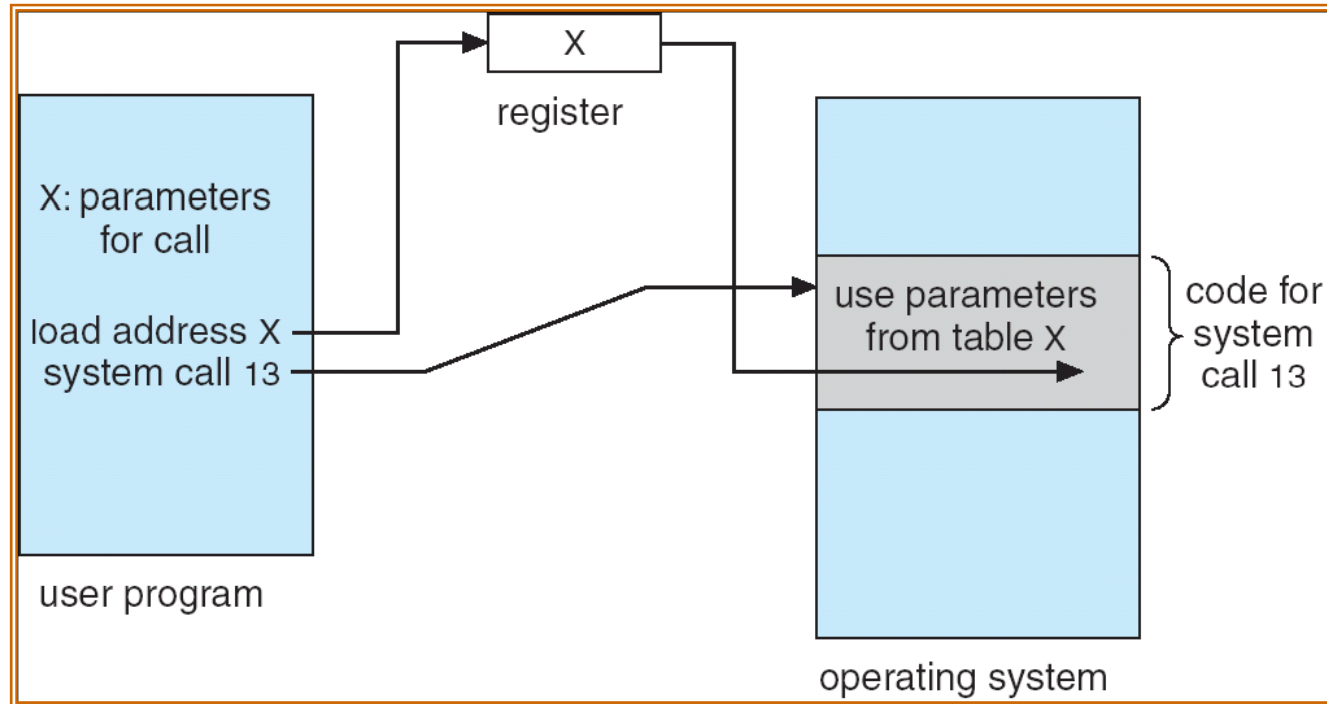 X
register
X: parameters
for call
load address X
system call 13
user program
use parameters
from table X
code for
system
call 13
operating system